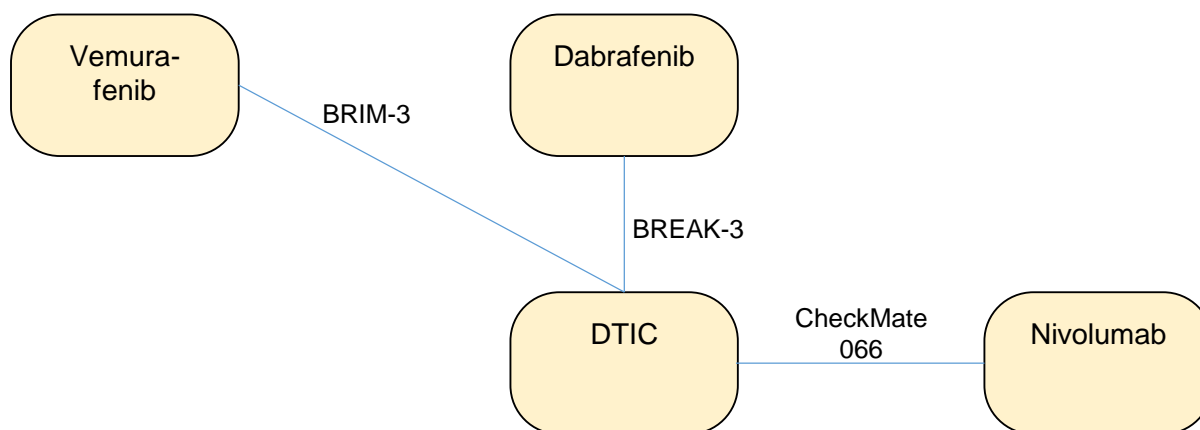 Vemura-
fenib
Dabrafenib
BRIM-3
BREAK-3
DTIC
CheckMate
066
Nivolumab